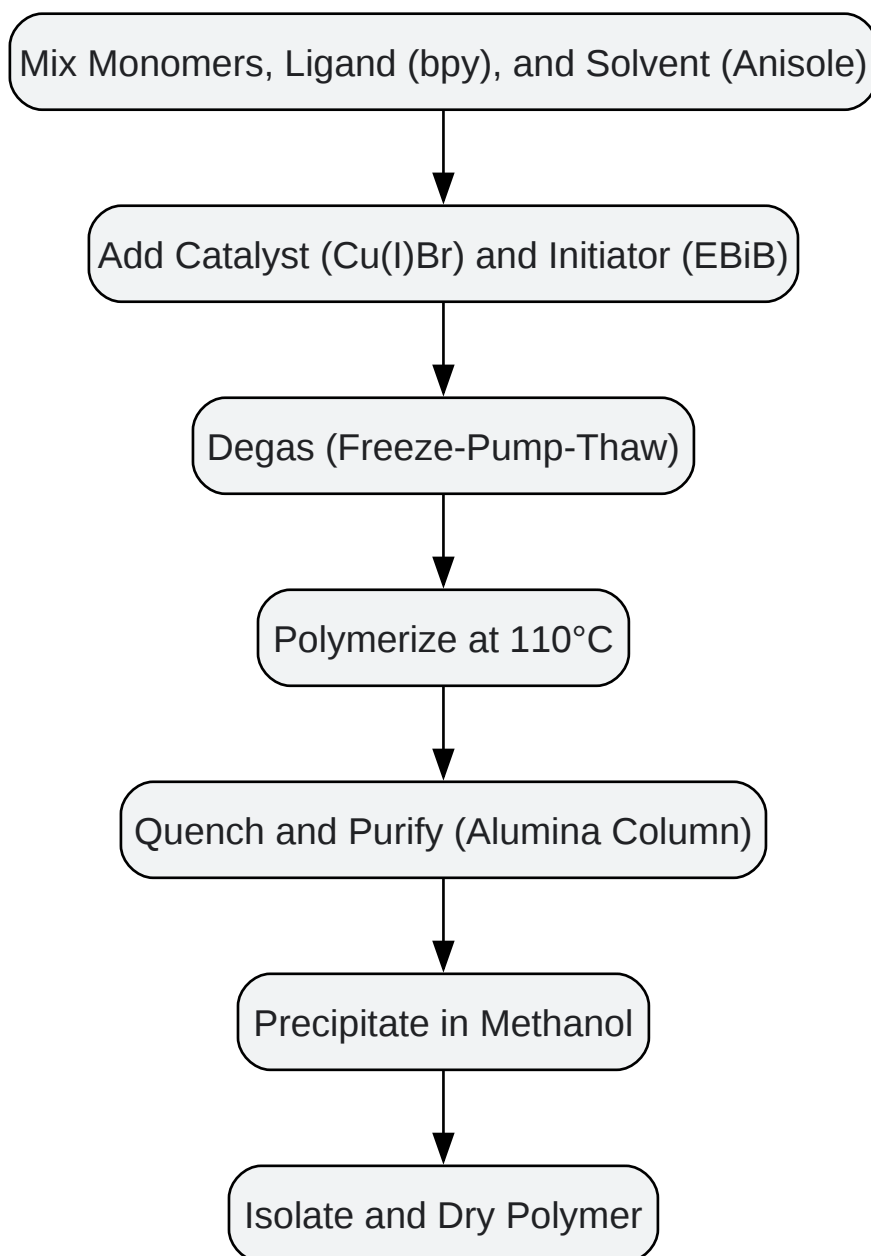 Mix Monomers, Ligand (bpy), and Solvent (Anisole)
Add Catalyst (Cu(I)Br) and Initiator (EBiB)
Degas (Freeze-Pump-Thaw)
Polymerize at 110°C
Quench and Purify (Alumina Column)
Precipitate in Methanol
Isolate and Dry Polymer